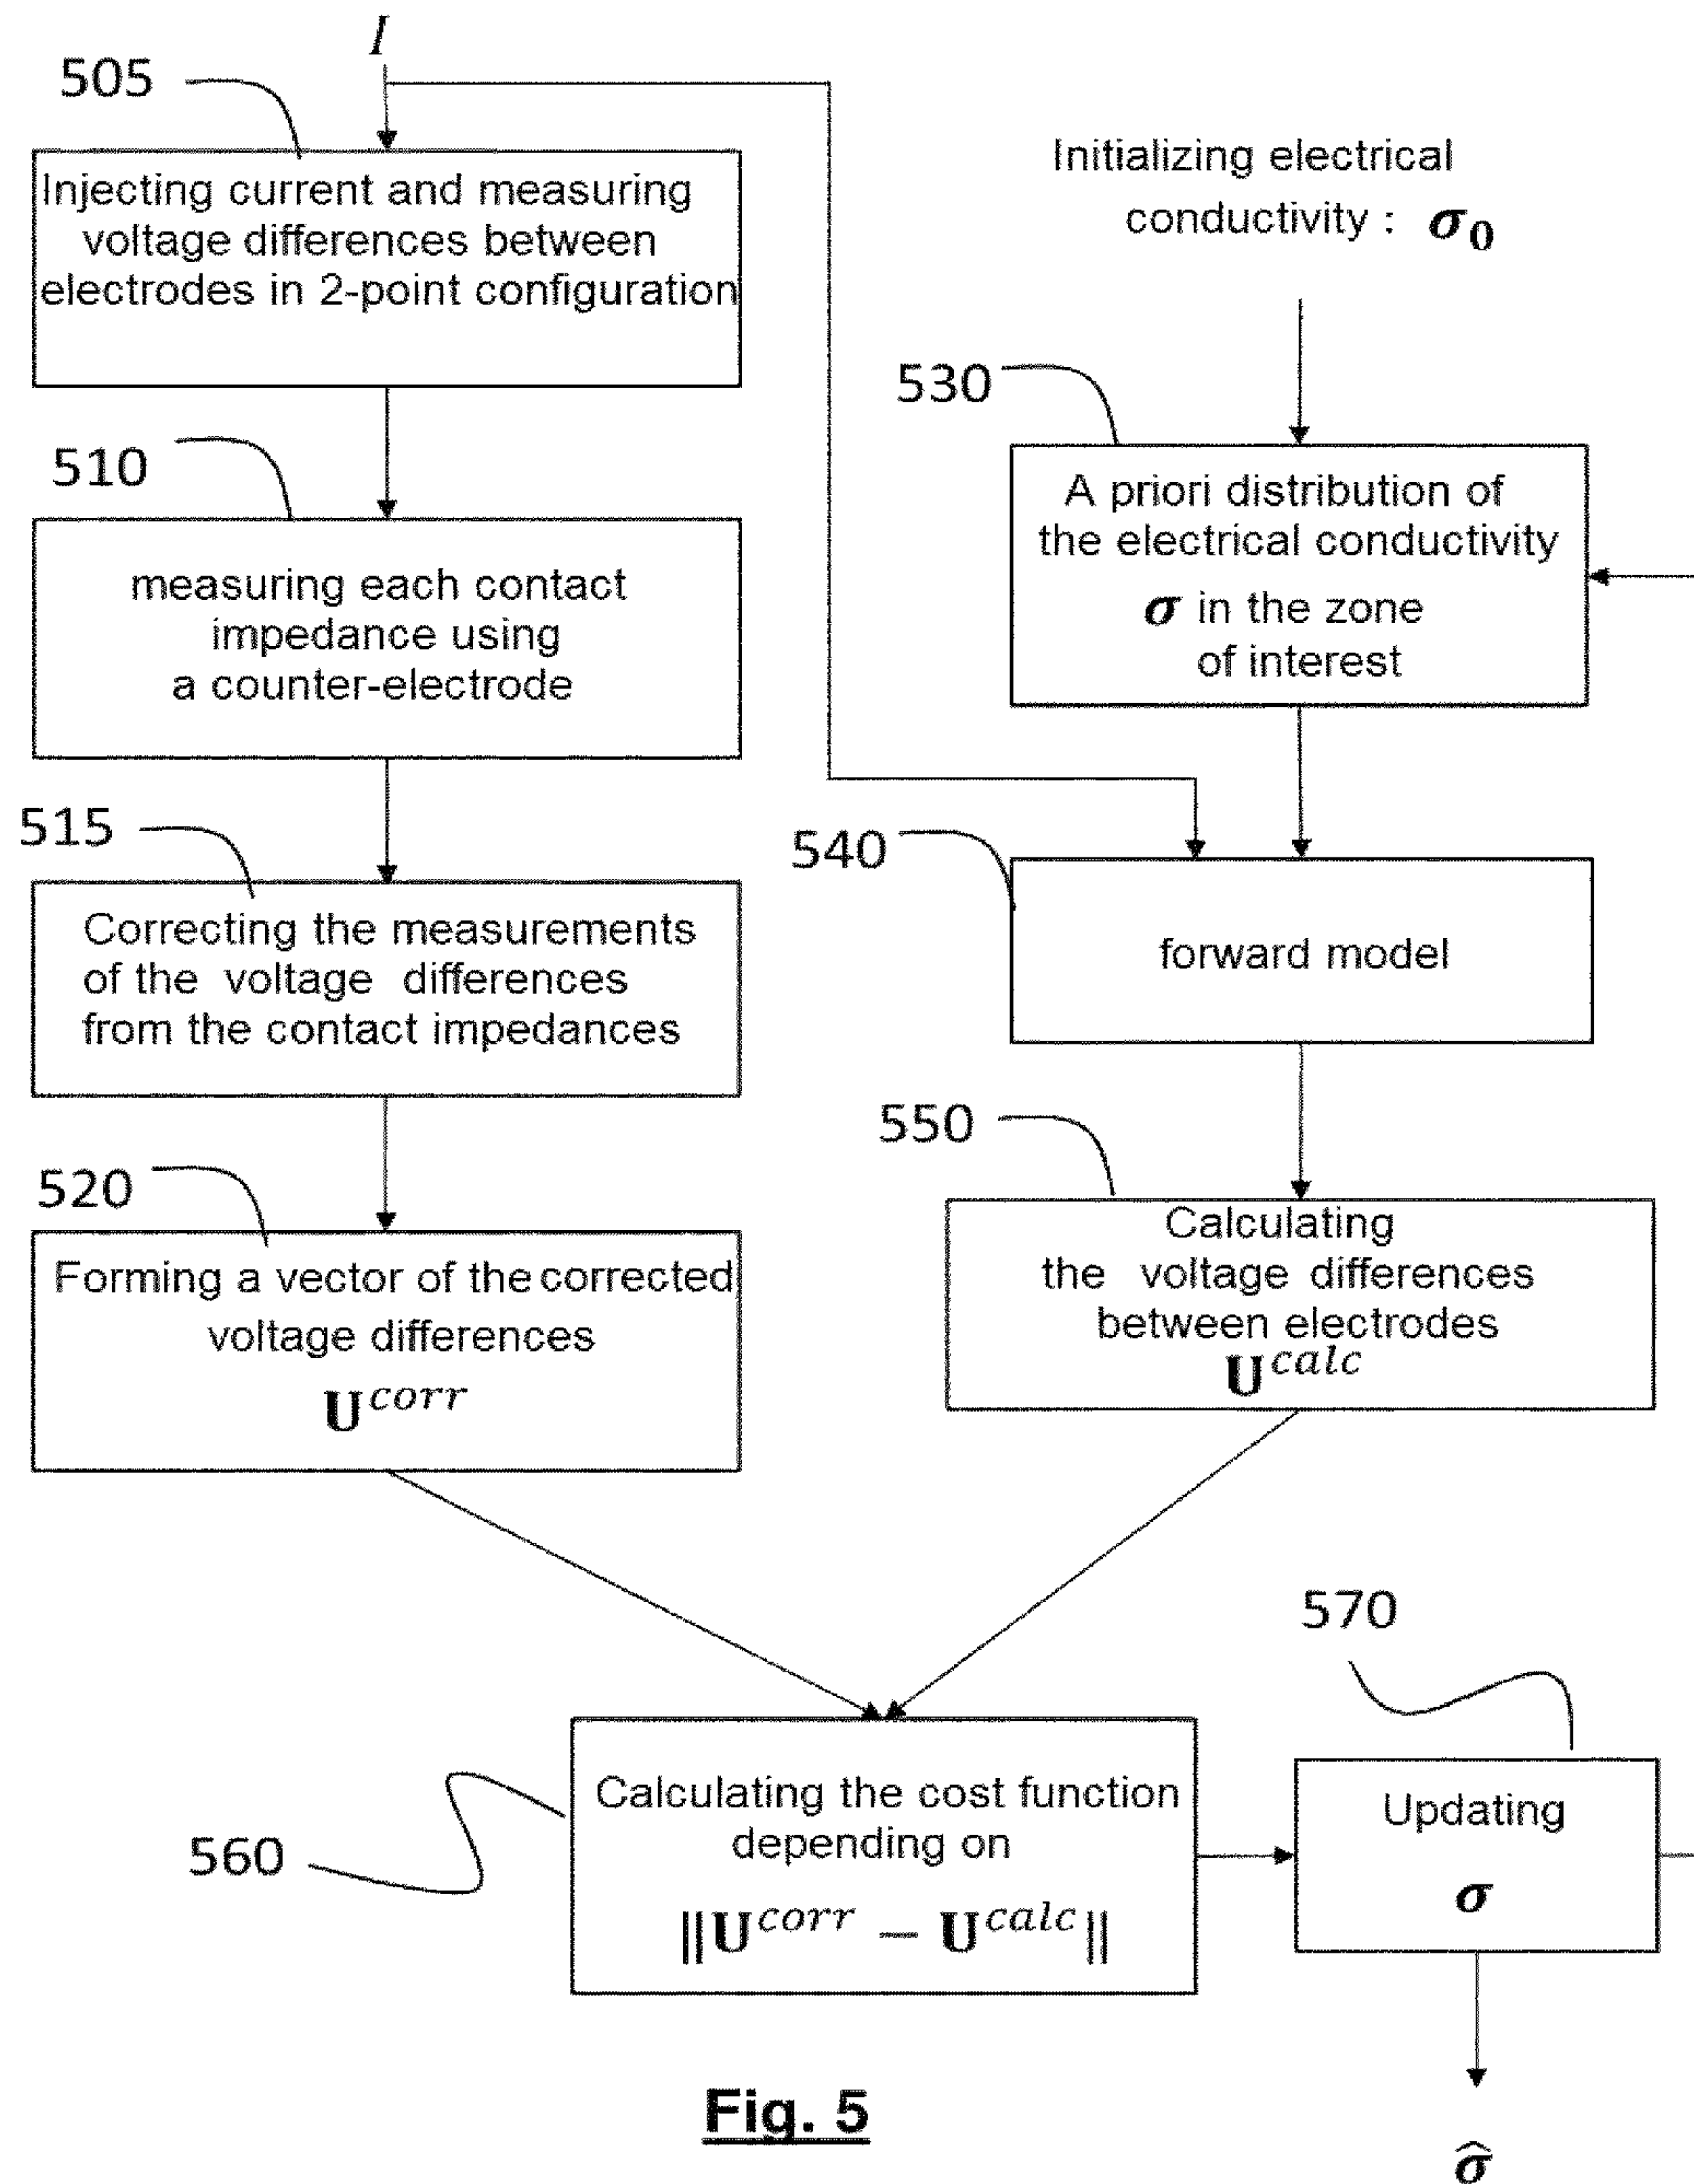 I
505
Injecting current and measuring
voltage differences between
electrodes in 2-point configuration
510
measuring each contact
impedance using
a counter-electrode
515
Correcting the measurements
of the voltage differences
from the contact impedances
520
Forming a vector of the corrected
voltage differences
U^corr
Initializing electrical
conductivity : σ₀
530
A priori distribution of
the electrical conductivity
σ in the zone
of interest
540
forward model
550
Calculating
the voltage differences
between electrodes
U^calc
560
Calculating the cost function
depending on
||U^corr − U^calc||
570
Updating
σ
σ̂
Fig. 5